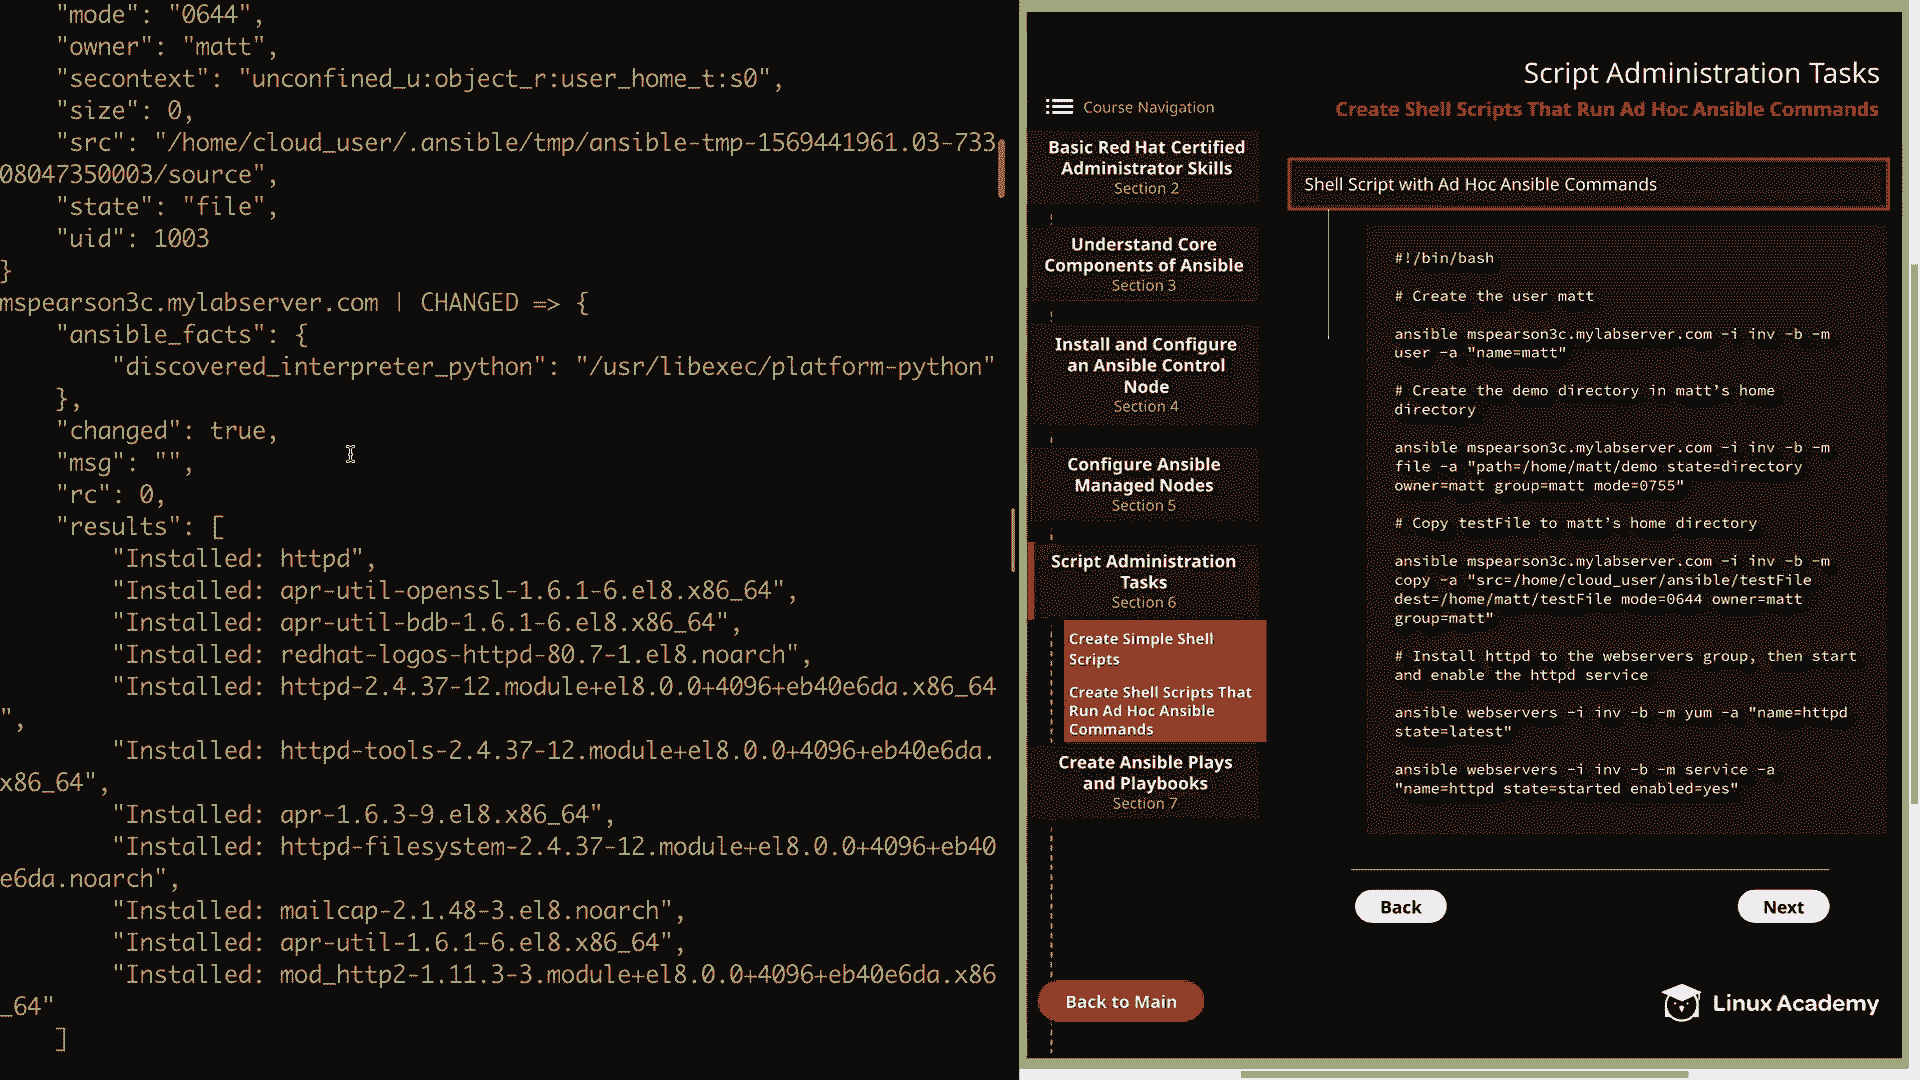 "mode": "0644",
"owner": "matt",
"secontext": "unconfined_u:object_r:user_home_t:s0",
"size": 0,
"src": "/home/cloud_user/.ansible/tmp/ansible-tmp-1569441961.03-733
08047350003/source",
"state": "file",
"uid": 1003
}
mspearson3c.mylabserver.com | CHANGED => {
"ansible_facts": {
"discovered_interpreter_python": "/usr/libexec/platform-python"
},
"changed": true,
"msg": "",
"rc": 0,
"results": [
"Installed: httpd",
"Installed: apr-util-openssl-1.6.1-6.el8.x86_64",
"Installed: apr-util-bdb-1.6.1-6.el8.x86_64",
"Installed: redhat-logos-httpd-80.7-1.el8.noarch",
"Installed: httpd-2.4.37-12.module+el8.0.0+4096+eb40e6da.x86_64
",
"Installed: httpd-tools-2.4.37-12.module+el8.0.0+4096+eb40e6da.
x86_64",
"Installed: apr-1.6.3-9.el8.x86_64",
"Installed: httpd-filesystem-2.4.37-12.module+el8.0.0+4096+eb40
e6da.noarch",
"Installed: mailcap-2.1.48-3.el8.noarch",
"Installed: apr-util-1.6.1-6.el8.x86_64",
"Installed: mod_http2-1.11.3-3.module+el8.0.0+4096+eb40e6da.x86
_64"
]
Script Administration Tasks
Create Shell Scripts That Run Ad Hoc Ansible Commands
Course Navigation
Basic Red Hat Certified
Administrator Skills
Section 2
Understand Core
Components of Ansible
Section 3
Install and Configure
an Ansible Control
Node
Section 4
Configure Ansible
Managed Nodes
Section 5
Script Administration
Tasks
Section 6
Create Simple Shell
Scripts
Create Shell Scripts That
Run Ad Hoc Ansible
Commands
Create Ansible Plays
and Playbooks
Section 7
Back to Main
Shell Script with Ad Hoc Ansible Commands
#!/bin/bash
# Create the user matt
ansible mspearson3c.mylabserver.com -i inv -b -m
user -a "name=matt"
# Create the demo directory in matt's home
directory
ansible mspearson3c.mylabserver.com -i inv -b -m
file -a "path=/home/matt/demo state=directory
owner=matt group=matt mode=0755"
# Copy testFile to matt's home directory
ansible mspearson3c.mylabserver.com -i inv -b -m
copy -a "src=/home/cloud_user/ansible/testFile
dest=/home/matt/testFile mode=0644 owner=matt
group=matt"
# Install httpd to the webservers group, then start
and enable the httpd service
ansible webservers -i inv -b -m yum -a "name=httpd
state=latest"
ansible webservers -i inv -b -m service -a
"name=httpd state=started enabled=yes"
Back
Next
Linux Academy